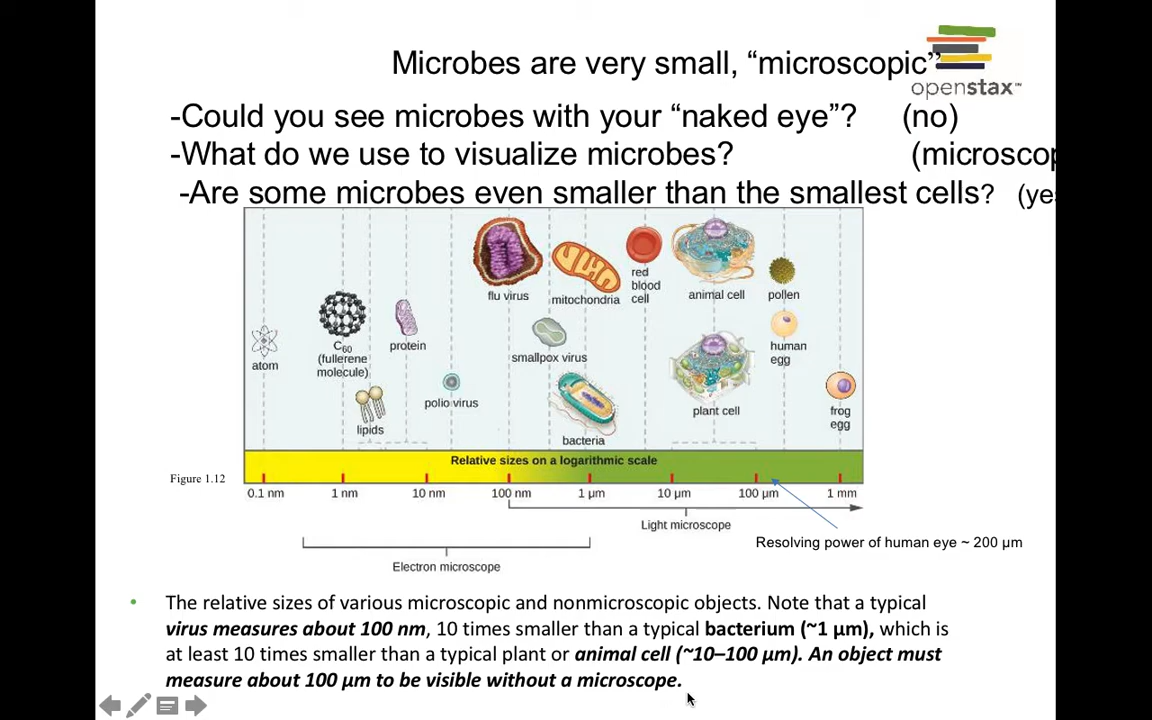 Microbes are very small, “microscopic”
openstax™
-Could you see microbes with your “naked eye”? (no)
-What do we use to visualize microbes? (microscop
-Are some microbes even smaller than the smallest cells? (yes
flu virus
mitochondria
red
blood
cell
animal cell
pollen
atom
C60
(fullerene
molecule)
protein
smallpox virus
human
egg
lipids
polio virus
bacteria
plant cell
frog
egg
Relative sizes on a logarithmic scale
Figure 1.12
0.1 nm 1 nm 10 nm 100 nm 1 μm 10 μm 100 μm 1 mm
Light microscope
Resolving power of human eye ~ 200 μm
Electron microscope
• The relative sizes of various microscopic and nonmicroscopic objects. Note that a typical
virus measures about 100 nm, 10 times smaller than a typical bacterium (~1 μm), which is
at least 10 times smaller than a typical plant or animal cell (~10–100 μm). An object must
measure about 100 μm to be visible without a microscope.